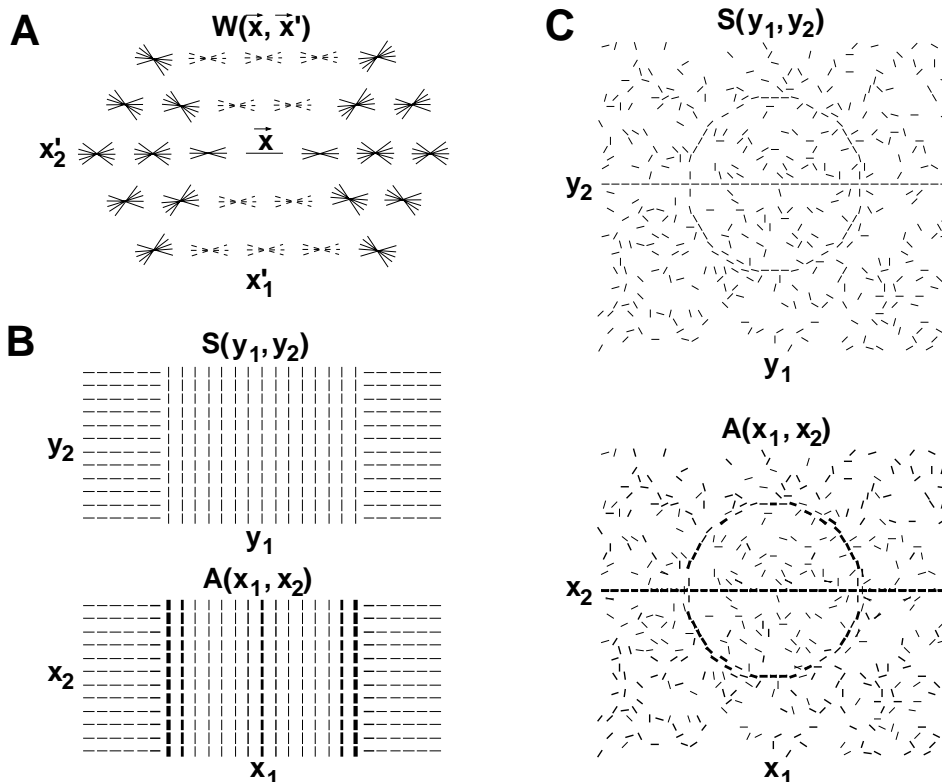 A
W(x⃗, x⃗')
x⃗
x'₂
x'₁
B
S(y₁, y₂)
y₂
y₁
A(x₁, x₂)
x₂
x₁
C
S(y₁, y₂)
y₂
y₁
A(x₁, x₂)
x₂
x₁